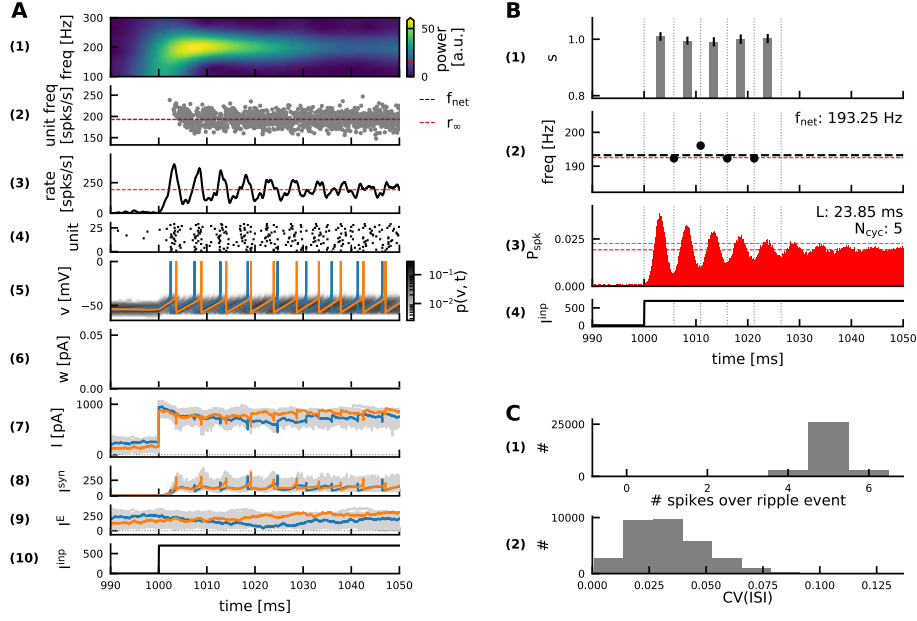 A
(1)
freq [Hz]
300
200
100
50
0
power
[a.u.]
(2)
unit freq
[spks/s]
250
200
150
f_net
r_∞
(3)
rate
[spks/s]
250
0
(4)
unit
25
0
(5)
v [mV]
0
−50
10⁻¹
10⁻²
p(v, t)
(6)
w [pA]
0.05
0.00
(7)
I [pA]
1000
0
(8)
I^syn
250
0
(9)
I^E
250
0
(10)
I^inp
500
0
990 1000 1010 1020 1030 1040 1050
time [ms]
B
(1)
s
1.0
0.8
(2)
freq [Hz]
200
190
f_net: 193.25 Hz
(3)
P_spk
0.025
0.000
L: 23.85 ms
N_cyc: 5
(4)
I^inp
500
0
990 1000 1010 1020 1030 1040 1050
time [ms]
C
(1)
#
25000
0
0 2 4 6
# spikes over ripple event
(2)
#
10000
0
0.000 0.025 0.050 0.075 0.100 0.125
CV(ISI)